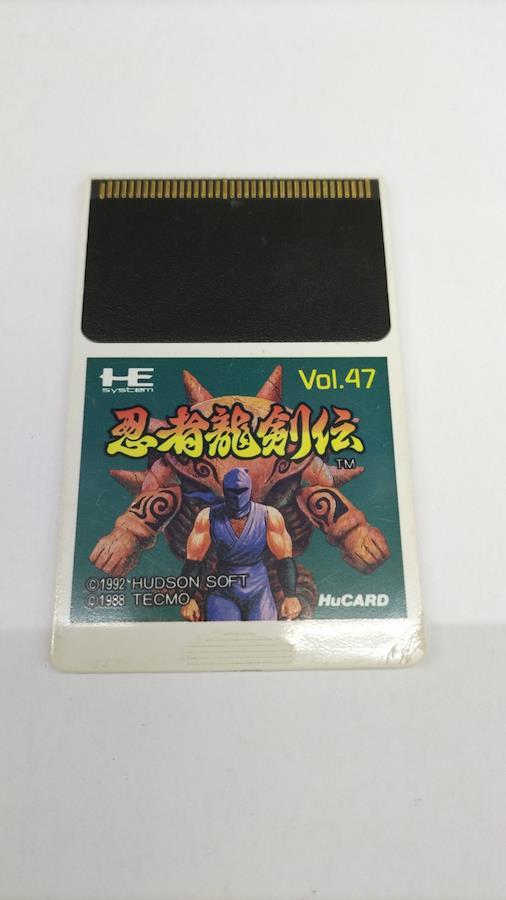 HE
system
Vol.47
忍者龍剣伝
TM
©1992 HUDSON SOFT
©1988 TECMO
HuCARD